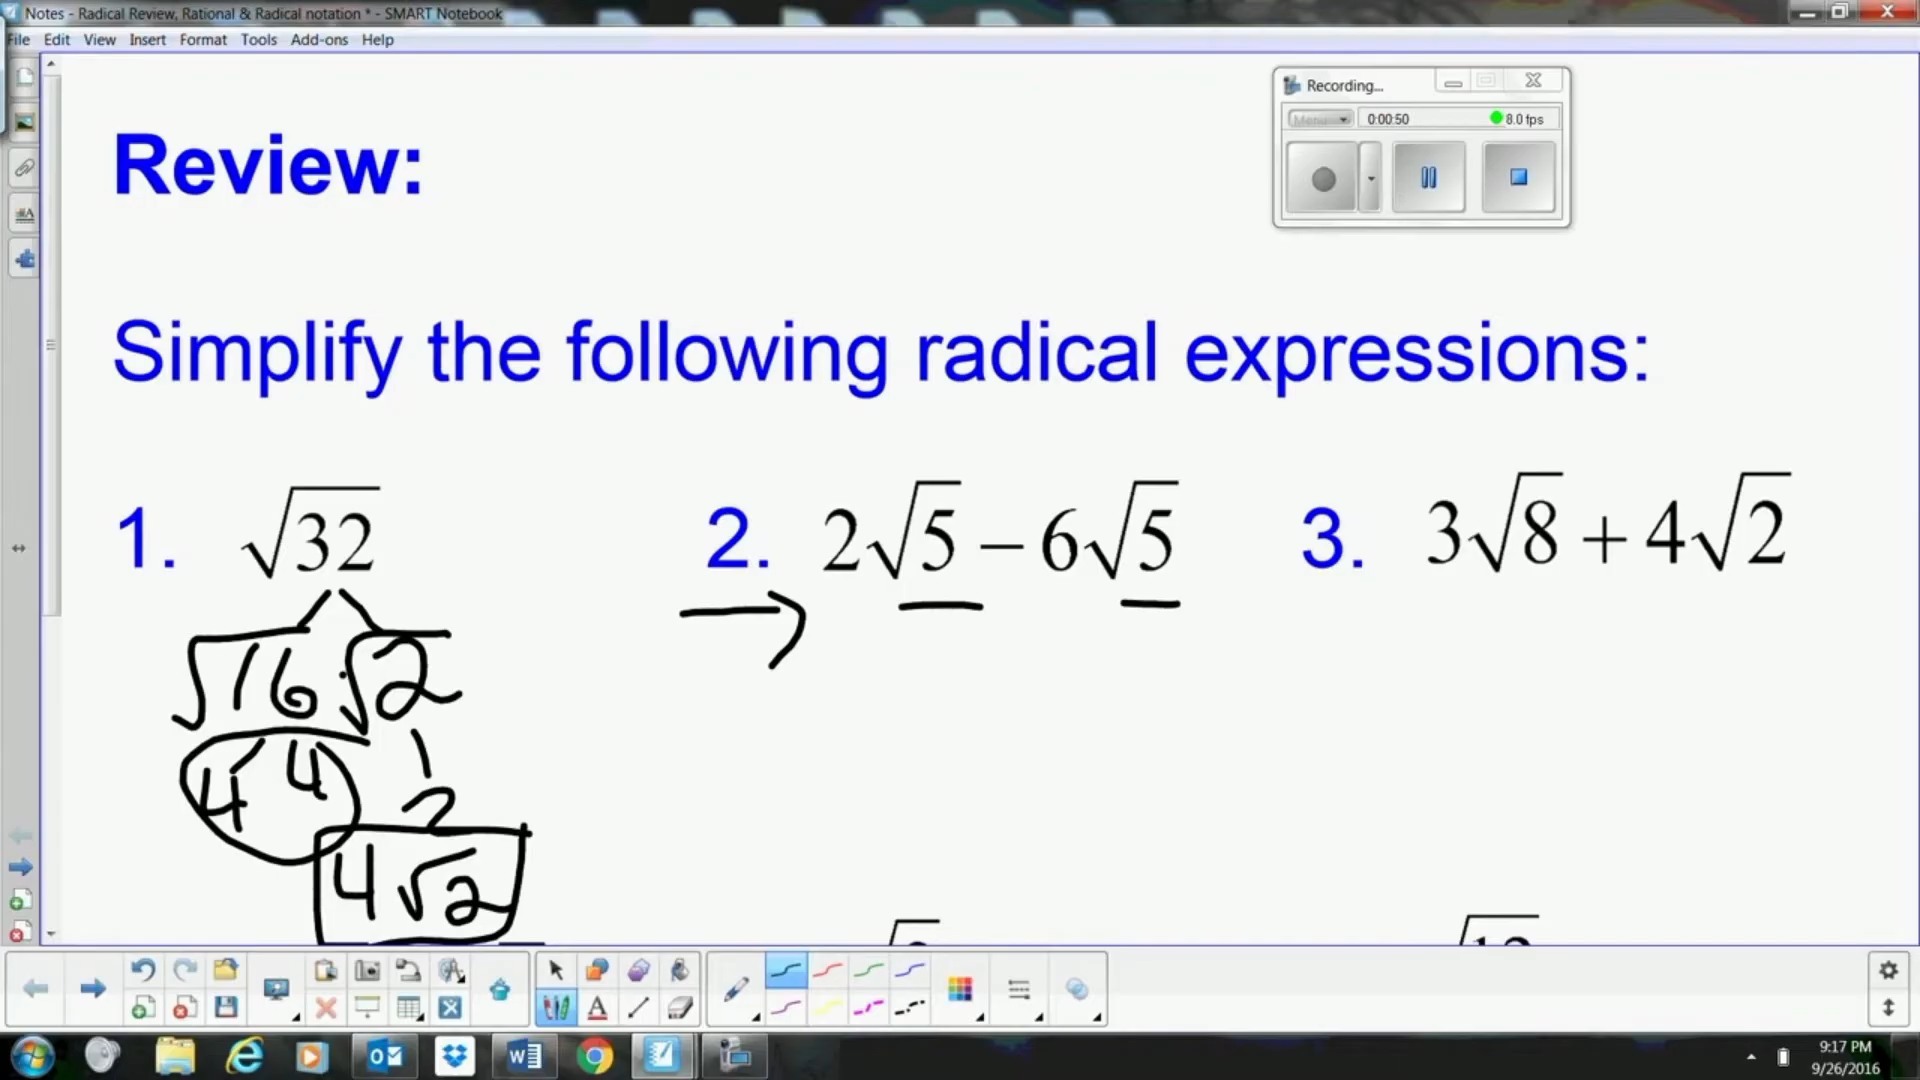 Notes - Radical Review, Rational & Radical notation * - SMART Notebook
File Edit View Insert Format Tools Add-ons Help
Recording...
Menu 0:00:50 8.0 fps
Review:
Simplify the following radical expressions:
1. √32 2. 2√5 – 6√5 3. 3√8 + 4√2
√16 · √2
4 4 2
4√2
9:17 PM
9/26/2016